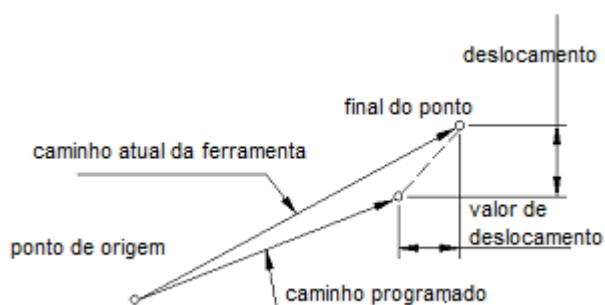 deslocamento
final do ponto
caminho atual da ferramenta
valor de
deslocamento
ponto de origem
caminho programado